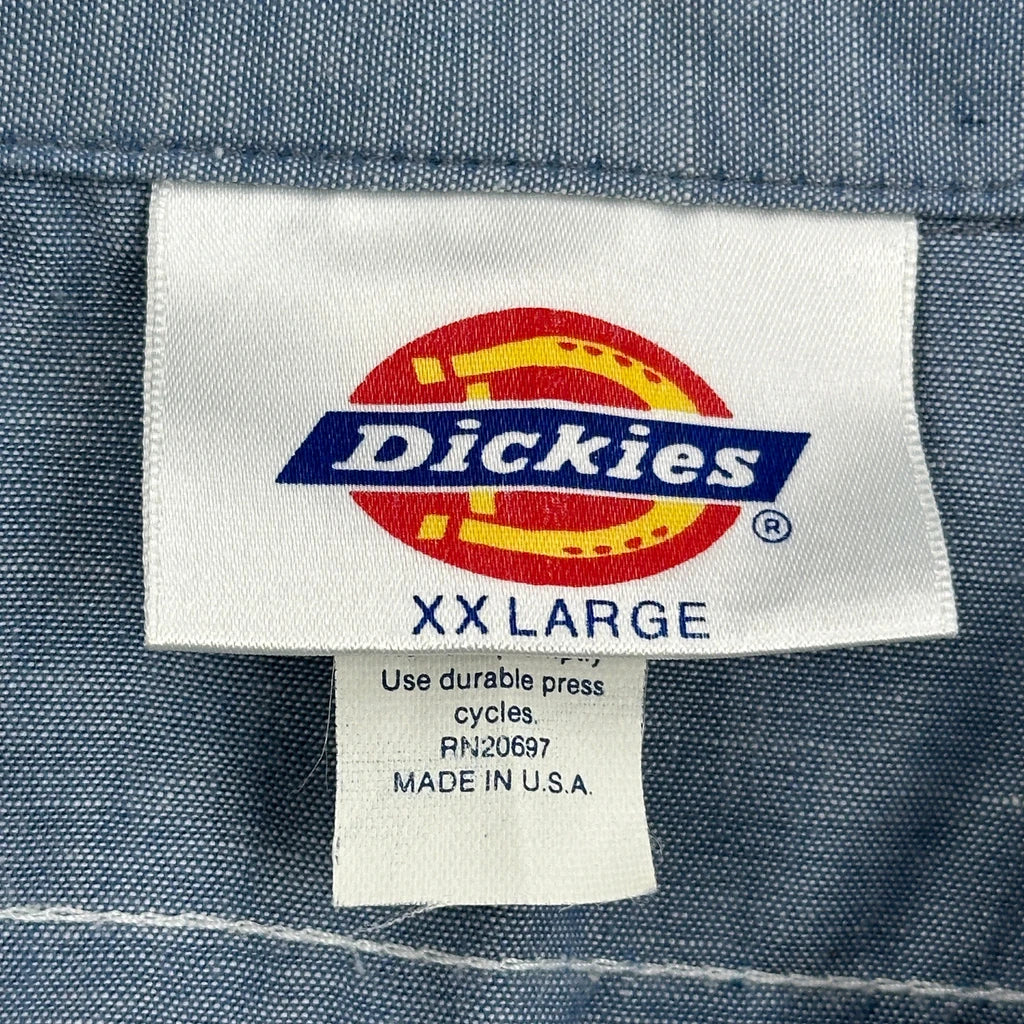 Dickies
®
XX LARGE
Use durable press
cycles.
RN20697
MADE IN U.S.A.